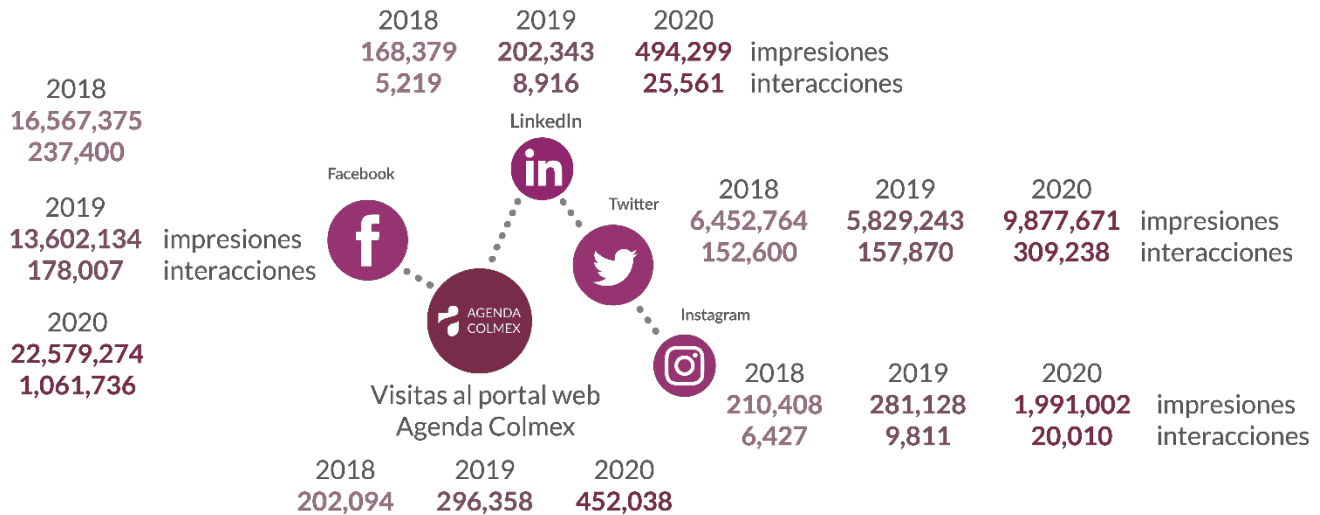 2018 2019 2020
168,379 202,343 494,299 impresiones
5,219 8,916 25,561 interacciones
LinkedIn
in
2018
16,567,375
237,400
2019
13,602,134 impresiones
178,007 interacciones
2020
22,579,274
1,061,736
Facebook
f
Twitter
2018 2019 2020
6,452,764 5,829,243 9,877,671 impresiones
152,600 157,870 309,238 interacciones
Instagram
2018 2019 2020
210,408 281,128 1,991,002 impresiones
6,427 9,811 20,010 interacciones
AGENDA
COLMEX
Visitas al portal web
Agenda Colmex
2018 2019 2020
202,094 296,358 452,038